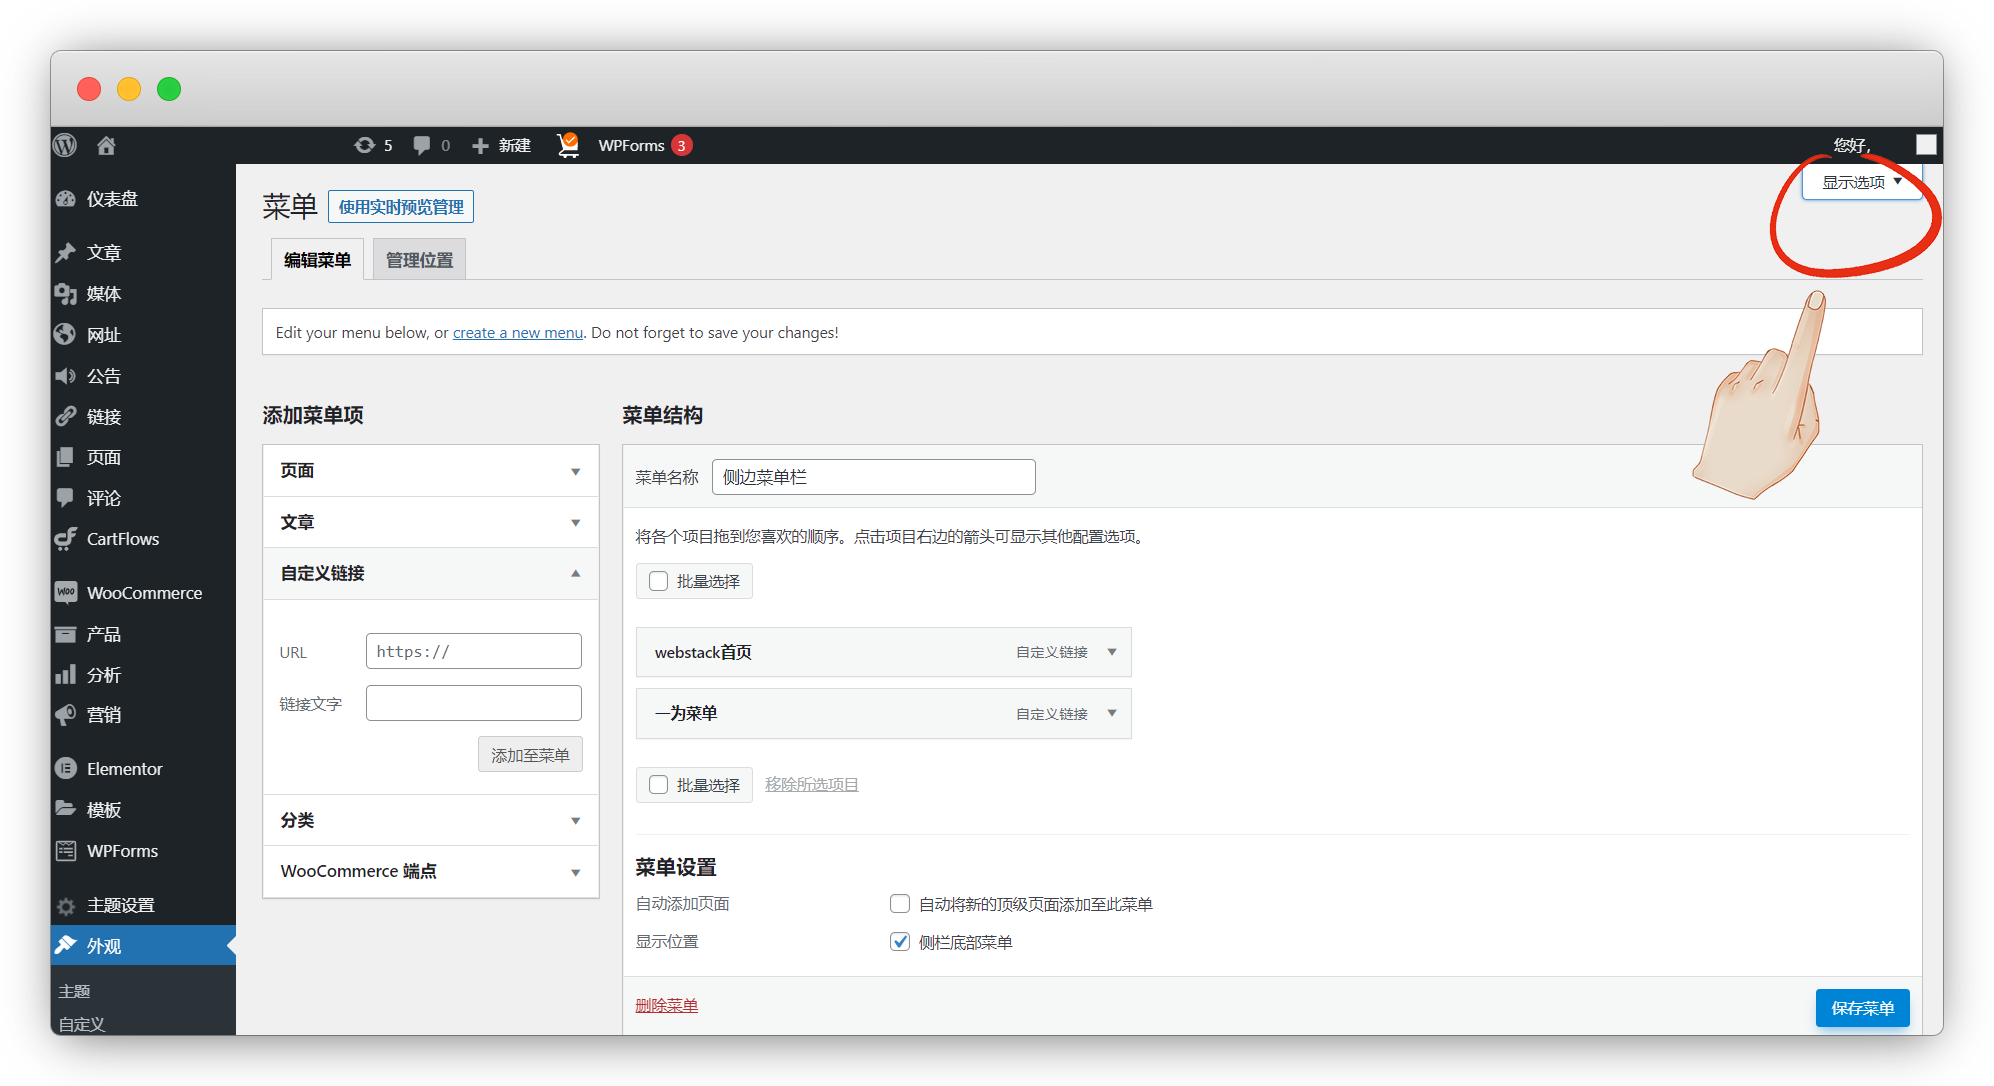 5
0
新建
WPForms
3
您好,
显示选项
仪表盘
文章
媒体
网址
公告
链接
页面
评论
CartFlows
WooCommerce
产品
分析
营销
Elementor
模板
WPForms
主题设置
外观
主题
自定义
菜单
使用实时预览管理
编辑菜单
管理位置
Edit your menu below, or create a new menu. Do not forget to save your changes!
添加菜单项
页面
文章
自定义链接
URL
https://
链接文字
添加至菜单
分类
WooCommerce 端点
菜单结构
菜单名称
侧边菜单栏
将各个项目拖到您喜欢的顺序。点击项目右边的箭头可显示其他配置选项。
批量选择
webstack首页
自定义链接
一为菜单
自定义链接
批量选择
移除所选项目
菜单设置
自动添加页面
自动将新的顶级页面添加至此菜单
显示位置
侧栏底部菜单
删除菜单
保存菜单